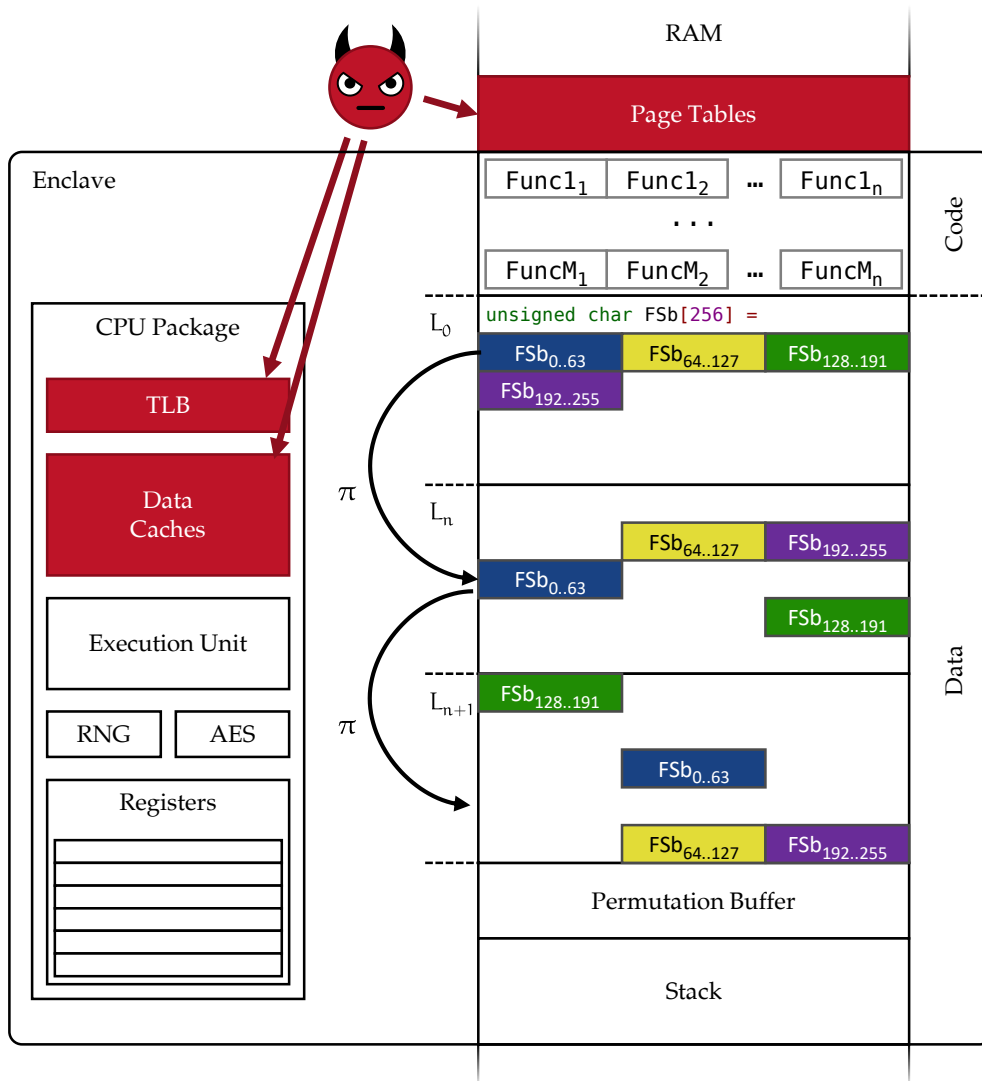 RAM
Page Tables
Enclave
Func1₁ Func1₂ … Func1ₙ
...
FuncM₁ FuncM₂ … FuncMₙ
Code
CPU Package
TLB
Data
Caches
Execution Unit
RNG AES
Registers
L₀
unsigned char FSb[256] =
FSb₀..₆₃ FSb₆₄..₁₂₇ FSb₁₂₈..₁₉₁
FSb₁₉₂..₂₅₅
π
Lₙ
FSb₆₄..₁₂₇ FSb₁₉₂..₂₅₅
FSb₀..₆₃
FSb₁₂₈..₁₉₁
π
Lₙ₊₁
FSb₁₂₈..₁₉₁
FSb₀..₆₃
FSb₆₄..₁₂₇ FSb₁₉₂..₂₅₅
Data
Permutation Buffer
Stack